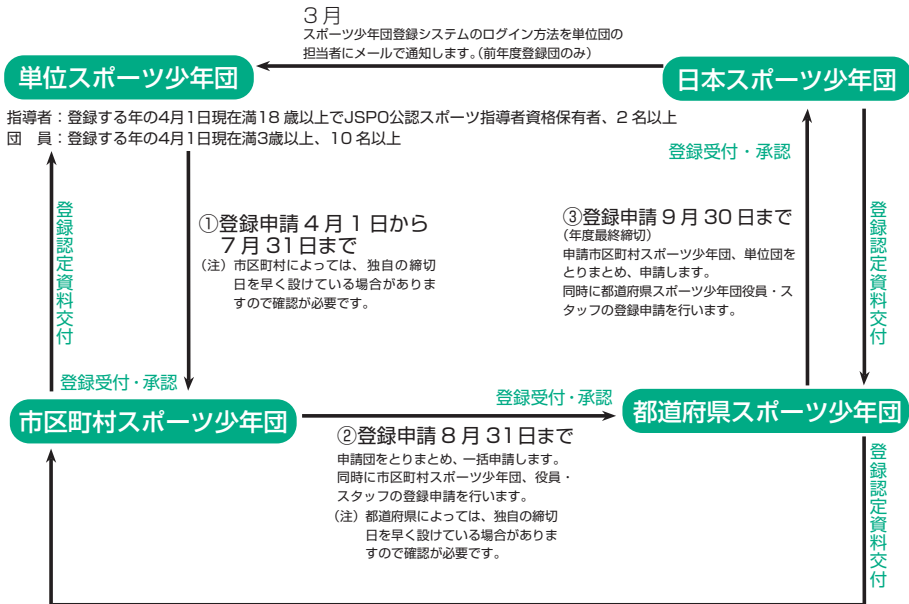 3月
スポーツ少年団登録システムのログイン方法を単位団の
担当者にメールで通知します。(前年度登録団のみ)
単位スポーツ少年団
日本スポーツ少年団
指導者：登録する年の4月1日現在満18 歳以上でJSPO公認スポーツ指導者資格保有者、2 名以上
団　員：登録する年の4月1日現在満3歳以上、10 名以上
登録受付・承認
登録認定資料交付
①登録申請 4 月 1 日から
7 月 31日まで
(注) 市区町村によっては、独自の締切
日を早く設けている場合がありま
すので確認が必要です。
③登録申請 9 月 30 日まで
(年度最終締切)
申請市区町村スポーツ少年団、単位団を
とりまとめ、申請します。
同時に都道府県スポーツ少年団役員・ス
タッフの登録申請を行います。
登録認定資料交付
登録受付・承認
市区町村スポーツ少年団
登録受付・承認
都道府県スポーツ少年団
②登録申請 8 月 31日まで
申請団をとりまとめ、一括申請します。
同時に市区町村スポーツ少年団、役員・
スタッフの登録申請を行います。
(注) 都道府県によっては、独自の締切
日を早く設けている場合がありま
すので確認が必要です。
登録認定資料交付